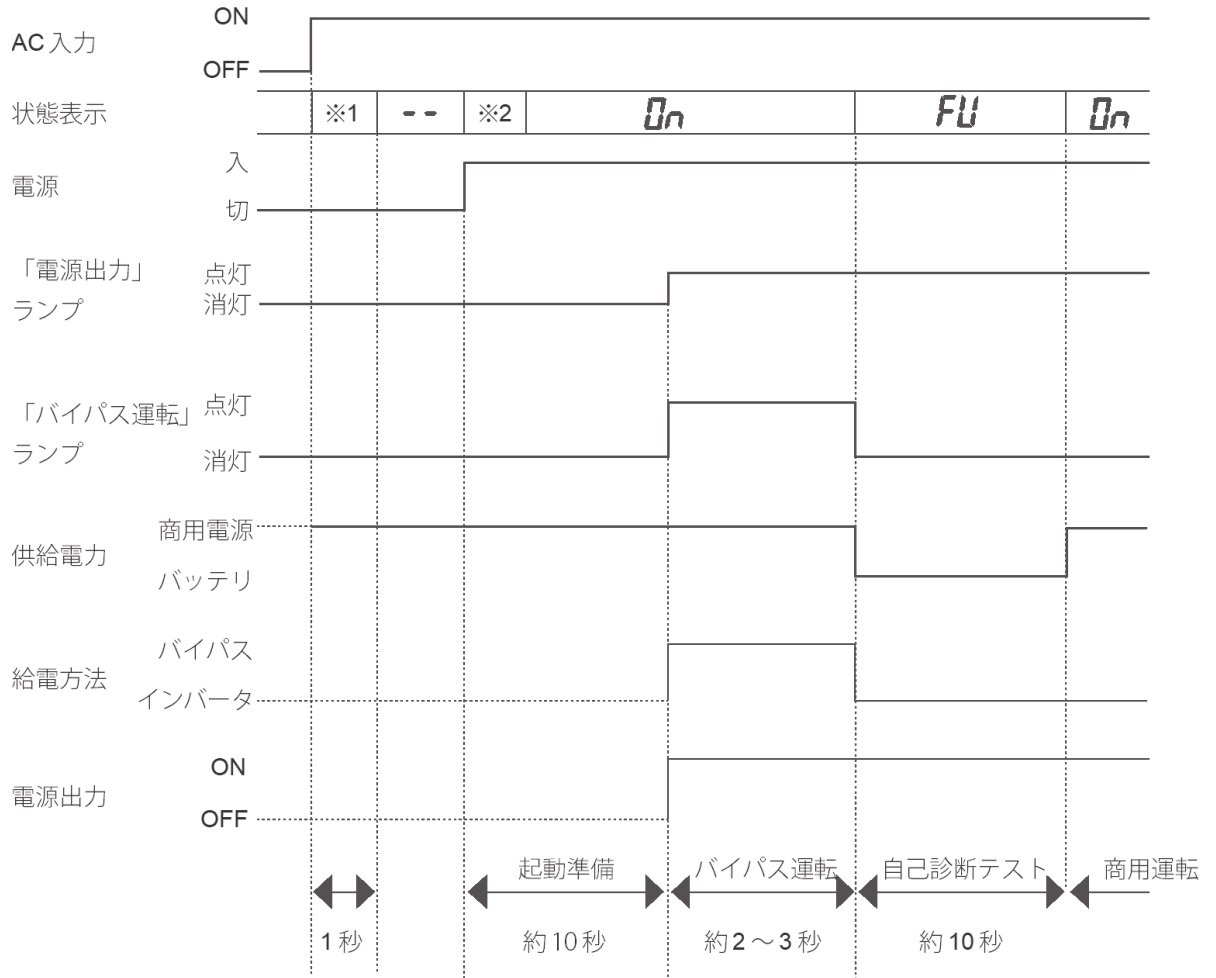 ON
AC入力
OFF
状態表示 ※1 -- ※2 On FU On
入
電源
切
「電源出力」 点灯
ランプ 消灯
「バイパス運転」 点灯
ランプ 消灯
商用電源
供給電力
バッテリ
バイパス
給電方法
インバータ
ON
電源出力
OFF
起動準備 バイパス運転 自己診断テスト 商用運転
1秒 約10秒 約2～3秒 約10秒